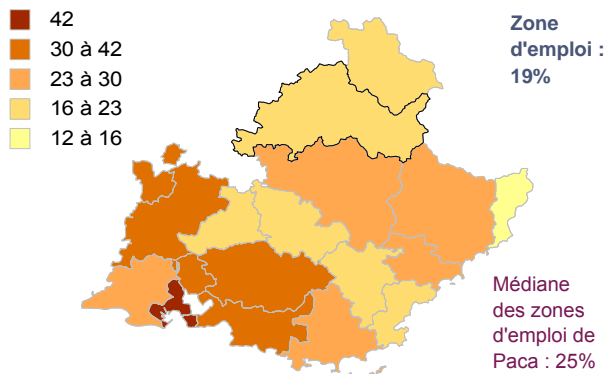 42
30 à 42
23 à 30
16 à 23
12 à 16
Zone
d'emploi :
19%
Médiane
des zones
d'emploi de
Paca : 25%